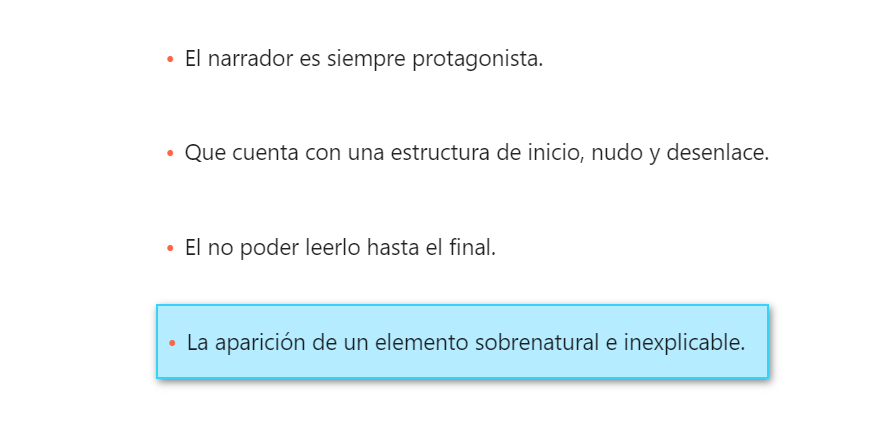 • El narrador es siempre protagonista.
• Que cuenta con una estructura de inicio, nudo y desenlace.
• El no poder leerlo hasta el final.
• La aparición de un elemento sobrenatural e inexplicable.